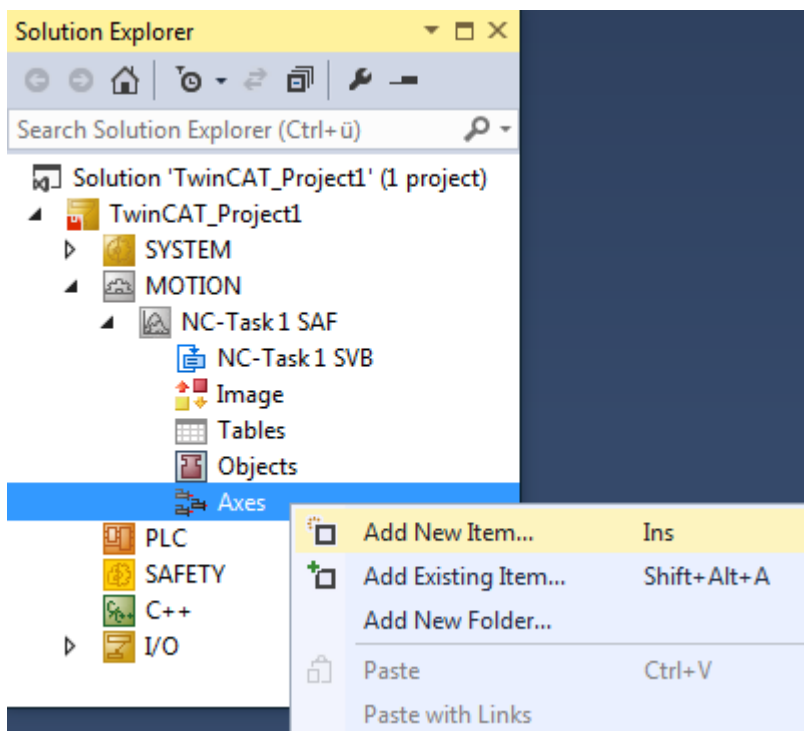 Solution Explorer
Search Solution Explorer (Ctrl+ü)
Solution 'TwinCAT_Project1' (1 project)
TwinCAT_Project1
SYSTEM
MOTION
NC-Task 1 SAF
NC-Task 1 SVB
Image
Tables
Objects
Axes
Add New Item... Ins
PLC
SAFETY
Add Existing Item... Shift+Alt+A
C++
Add New Folder...
I/O
Paste Ctrl+V
Paste with Links